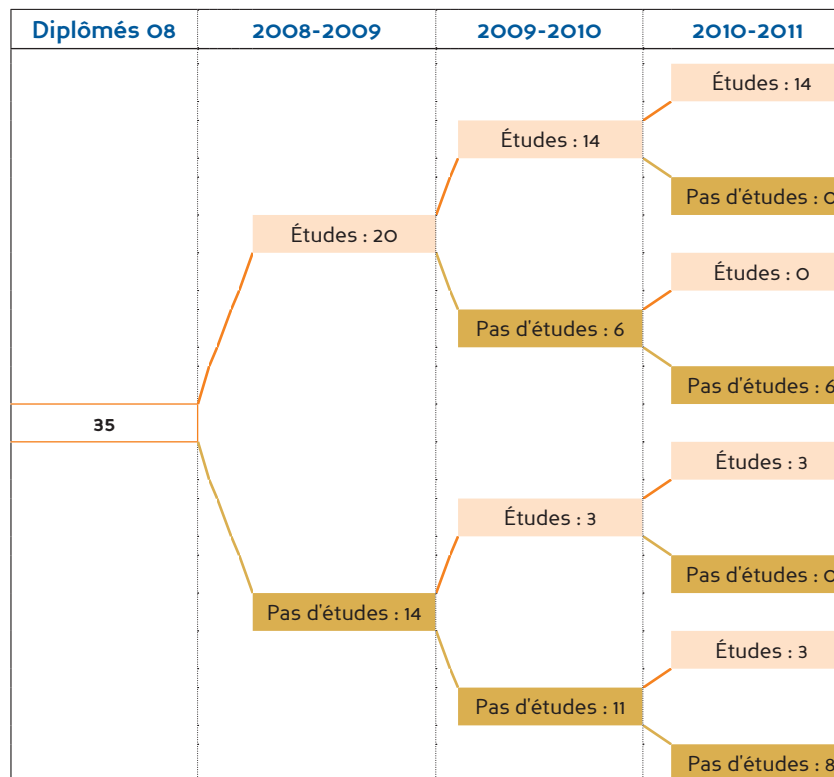 Diplômés 08 2008-2009 2009-2010 2010-2011
Études : 14
Études : 14
Pas d'études : 0
Études : 20
Études : 0
Pas d'études : 6
Pas d'études : 6
35
Études : 3
Études : 3
Pas d'études : 0
Pas d'études : 14
Études : 3
Pas d'études : 11
Pas d'études : 8